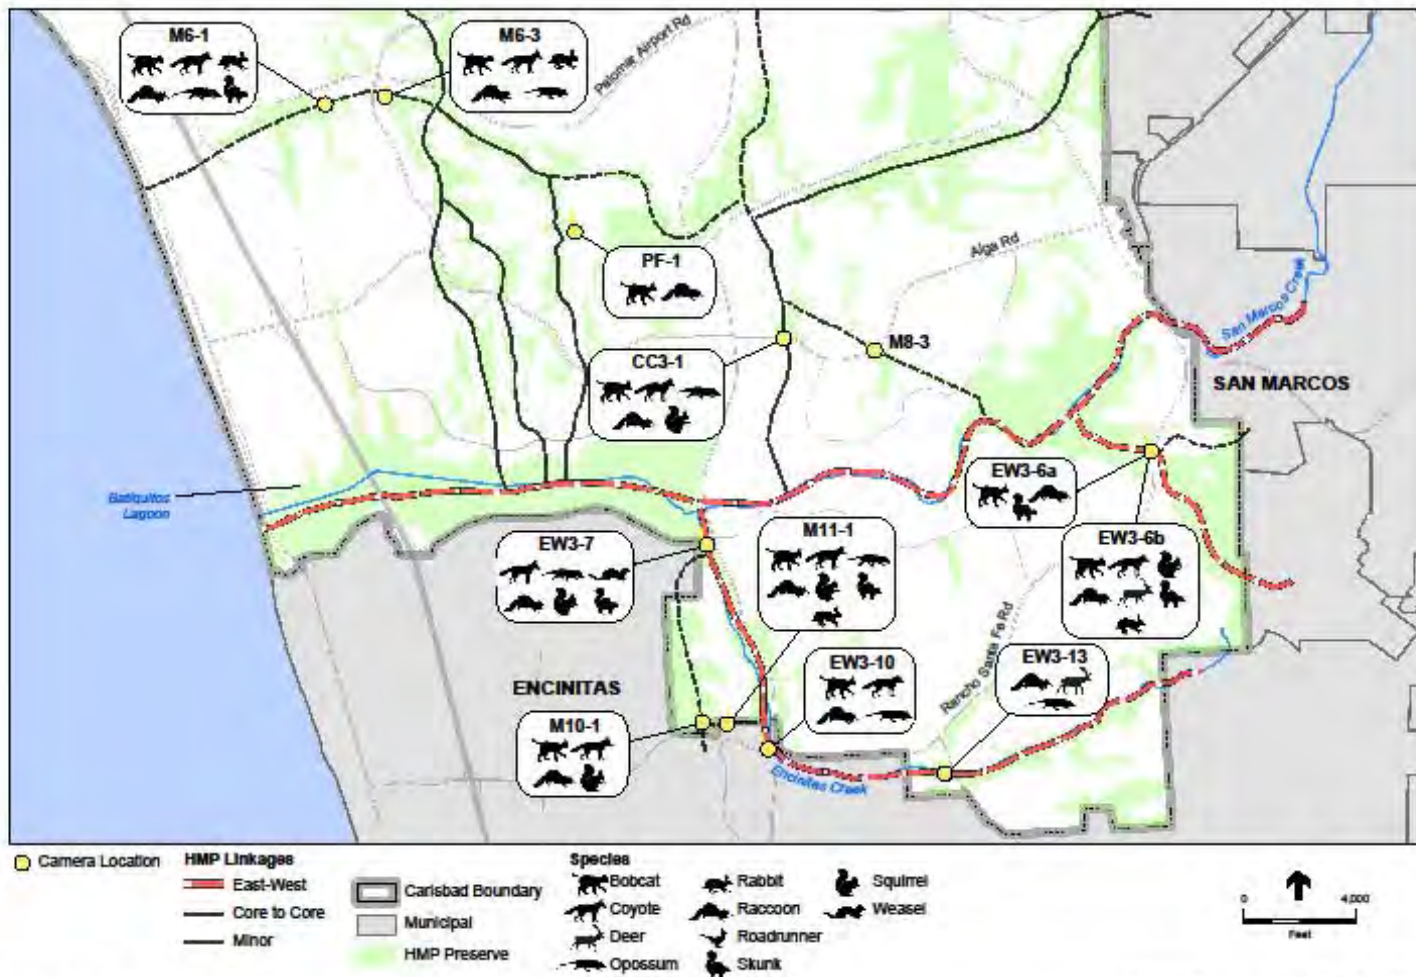 M6-1
M6-3
Palomar Airport Rd
PF-1
Alga Rd
San Marcos Creek
CC3-1
M8-3
SAN MARCOS
Batiquitos
Lagoon
EW3-6a
EW3-7
M11-1
EW3-6b
ENCINITAS
EW3-10
Rancho Santa Fe Rd
EW3-13
M10-1
Encinitas Creek
Camera Location
HMP Linkages
East-West
Core to Core
Minor
Carlsbad Boundary
Municipal
HMP Preserve
Species
Bobcat
Coyote
Deer
Opossum
Rabbit
Raccoon
Roadrunner
Skunk
Squirrel
Weasel
0 4,000
Feet